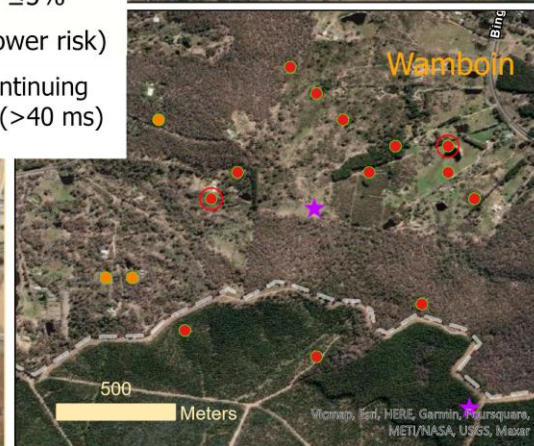 ≤5%
ower risk)
ntinuing
(>40 ms)
Wamboin
Bing
500
Meters
Vicmap, Esri, HERE, Garmin, Foursquare,
METI/NASA, USGS, Maxar